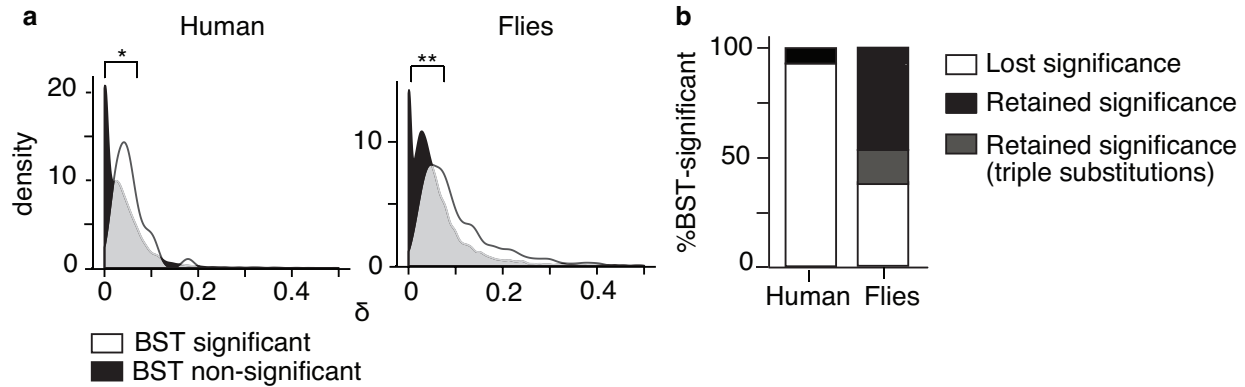 a
Human
Flies
*
**
density
20
10
0
10
0
0
0.2
0.4
0
0.2
0.4
δ
BST significant
BST non-significant
b
%BST-significant
100
50
0
Human
Flies
Lost significance
Retained significance
Retained significance
(triple substitutions)